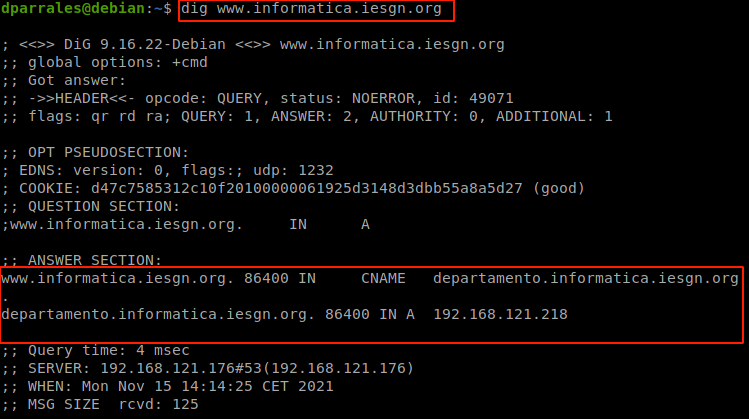 dparrales@debian:~$ dig www.informatica.iesgn.org
; <<>> DiG 9.16.22-Debian <<>> www.informatica.iesgn.org
;; global options: +cmd
;; Got answer:
;; ->>HEADER<<- opcode: QUERY, status: NOERROR, id: 49071
;; flags: qr rd ra; QUERY: 1, ANSWER: 2, AUTHORITY: 0, ADDITIONAL: 1
;; OPT PSEUDOSECTION:
; EDNS: version: 0, flags:; udp: 1232
; COOKIE: d47c7585312c10f20100000061925d3148d3dbb55a8a5d27 (good)
;; QUESTION SECTION:
;www.informatica.iesgn.org. IN A
;; ANSWER SECTION:
www.informatica.iesgn.org. 86400 IN CNAME departamento.informatica.iesgn.org
.
departamento.informatica.iesgn.org. 86400 IN A 192.168.121.218
;; Query time: 4 msec
;; SERVER: 192.168.121.176#53(192.168.121.176)
;; WHEN: Mon Nov 15 14:14:25 CET 2021
;; MSG SIZE rcvd: 125